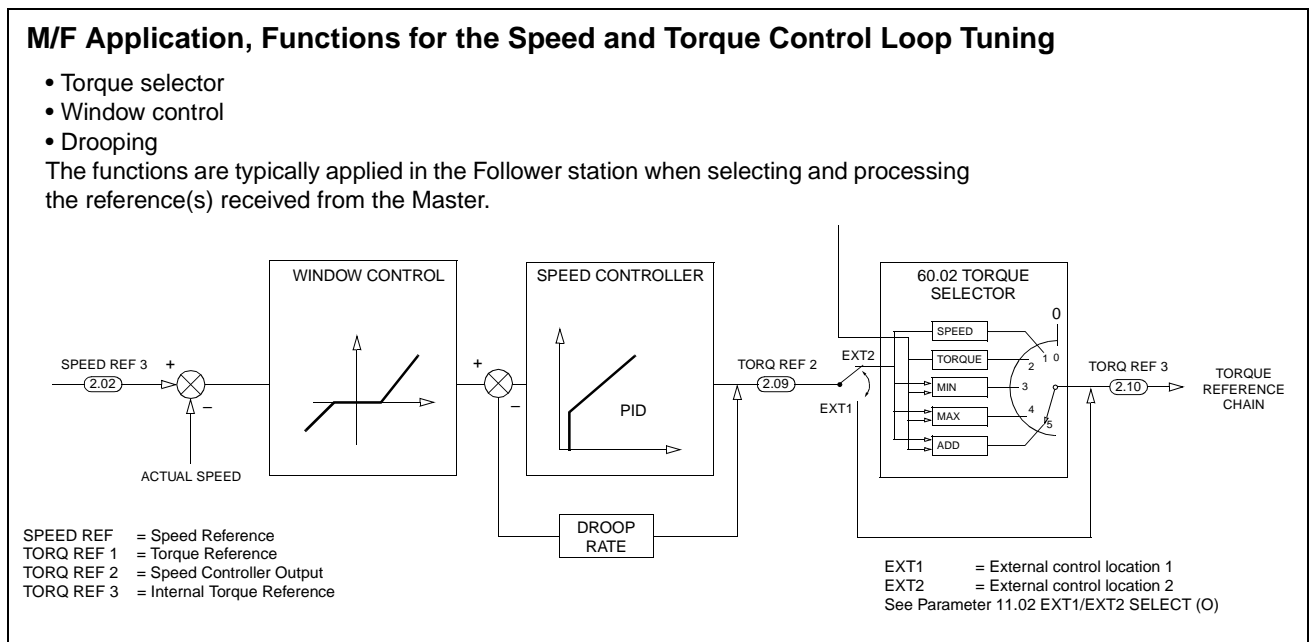 M/F Application, Functions for the Speed and Torque Control Loop Tuning
• Torque selector
• Window control
• Drooping
The functions are typically applied in the Follower station when selecting and processing
the reference(s) received from the Master.
WINDOW CONTROL
SPEED CONTROLLER
60.02 TORQUE
SELECTOR
0
SPEED
1 0
SPEED REF 3
+
2.02
–
ACTUAL SPEED
+
–
PID
TORQ REF 2
2.09
EXT2
EXT1
TORQUE
2
MIN
3
MAX
4
ADD
5
TORQ REF 3
2.10
TORQUE
REFERENCE
CHAIN
DROOP
RATE
SPEED REF = Speed Reference
TORQ REF 1 = Torque Reference
TORQ REF 2 = Speed Controller Output
TORQ REF 3 = Internal Torque Reference
EXT1 = External control location 1
EXT2 = External control location 2
See Parameter 11.02 EXT1/EXT2 SELECT (O)